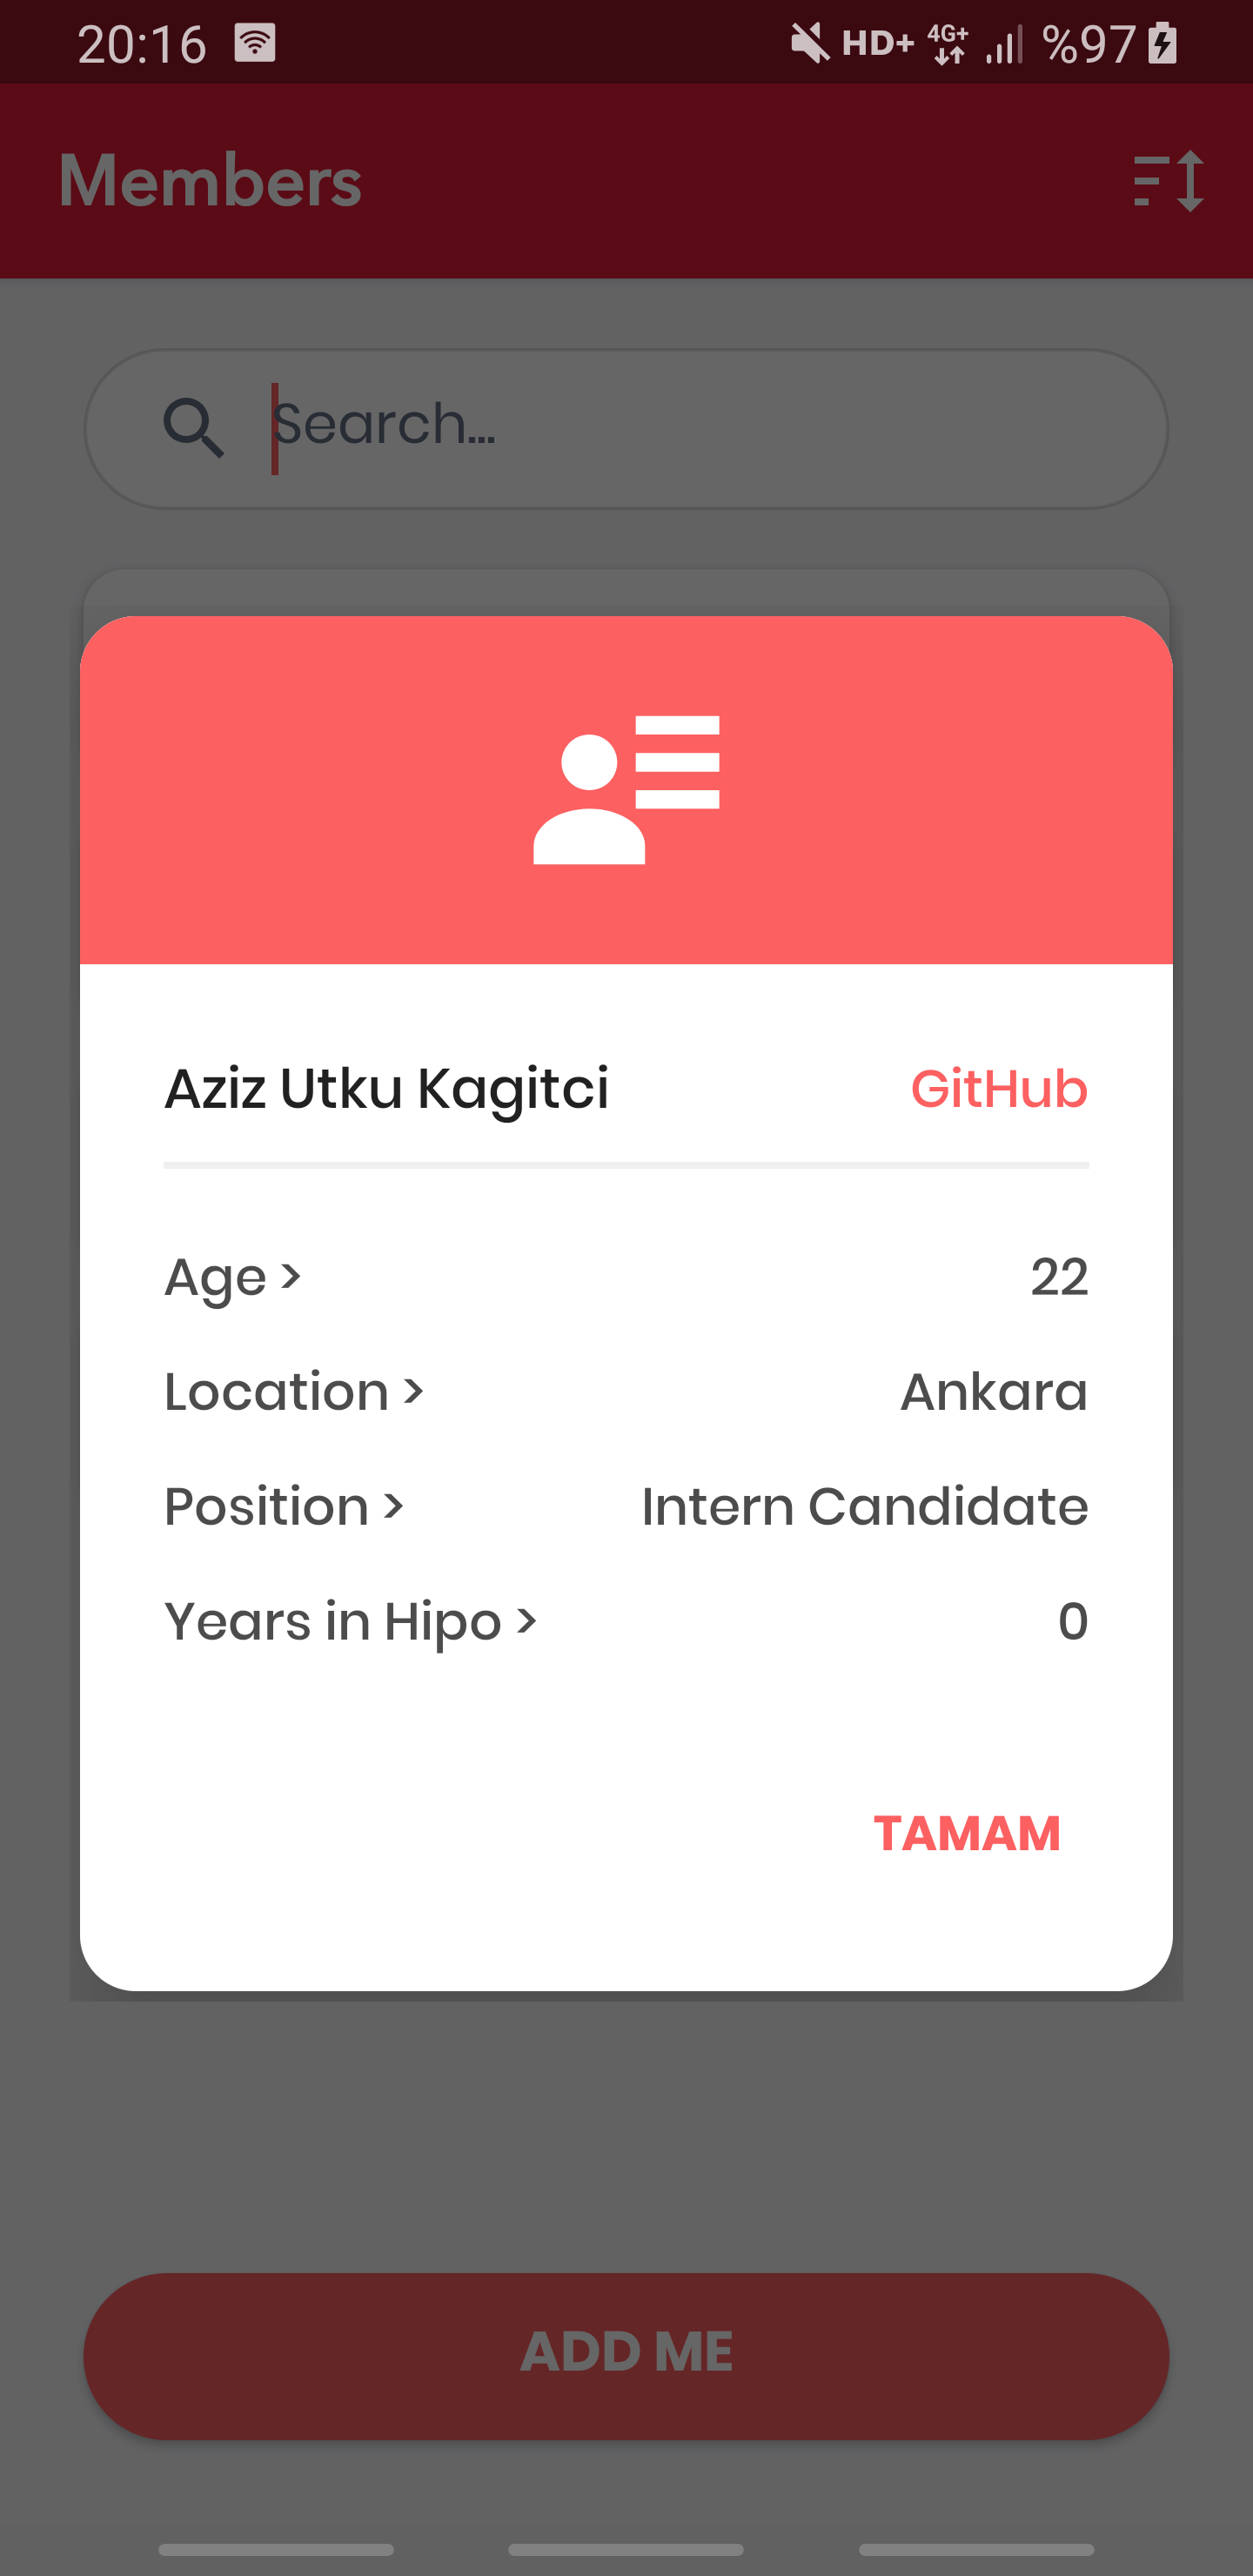 20:16 HD+ 4G+ %97
Members
Search...
Aziz Utku Kagitci GitHub
Age > 22
Location > Ankara
Position > Intern Candidate
Years in Hipo > 0
TAMAM
ADD ME